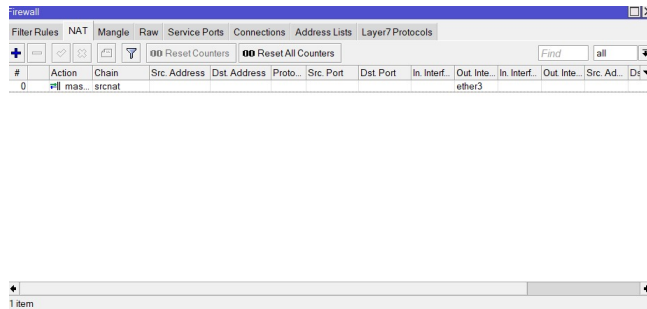 Firewall
Filter Rules NAT Mangle Raw Service Ports Connections Address Lists Layer7 Protocols
00 Reset Counters 00 Reset All Counters Find all
# Action Chain Src. Address Dst. Address Proto... Src. Port Dst. Port In. Interf... Out. Inte... In. Interf... Out. Inte... Src. Ad... Ds
0 mas... srcnat ether3
1 item